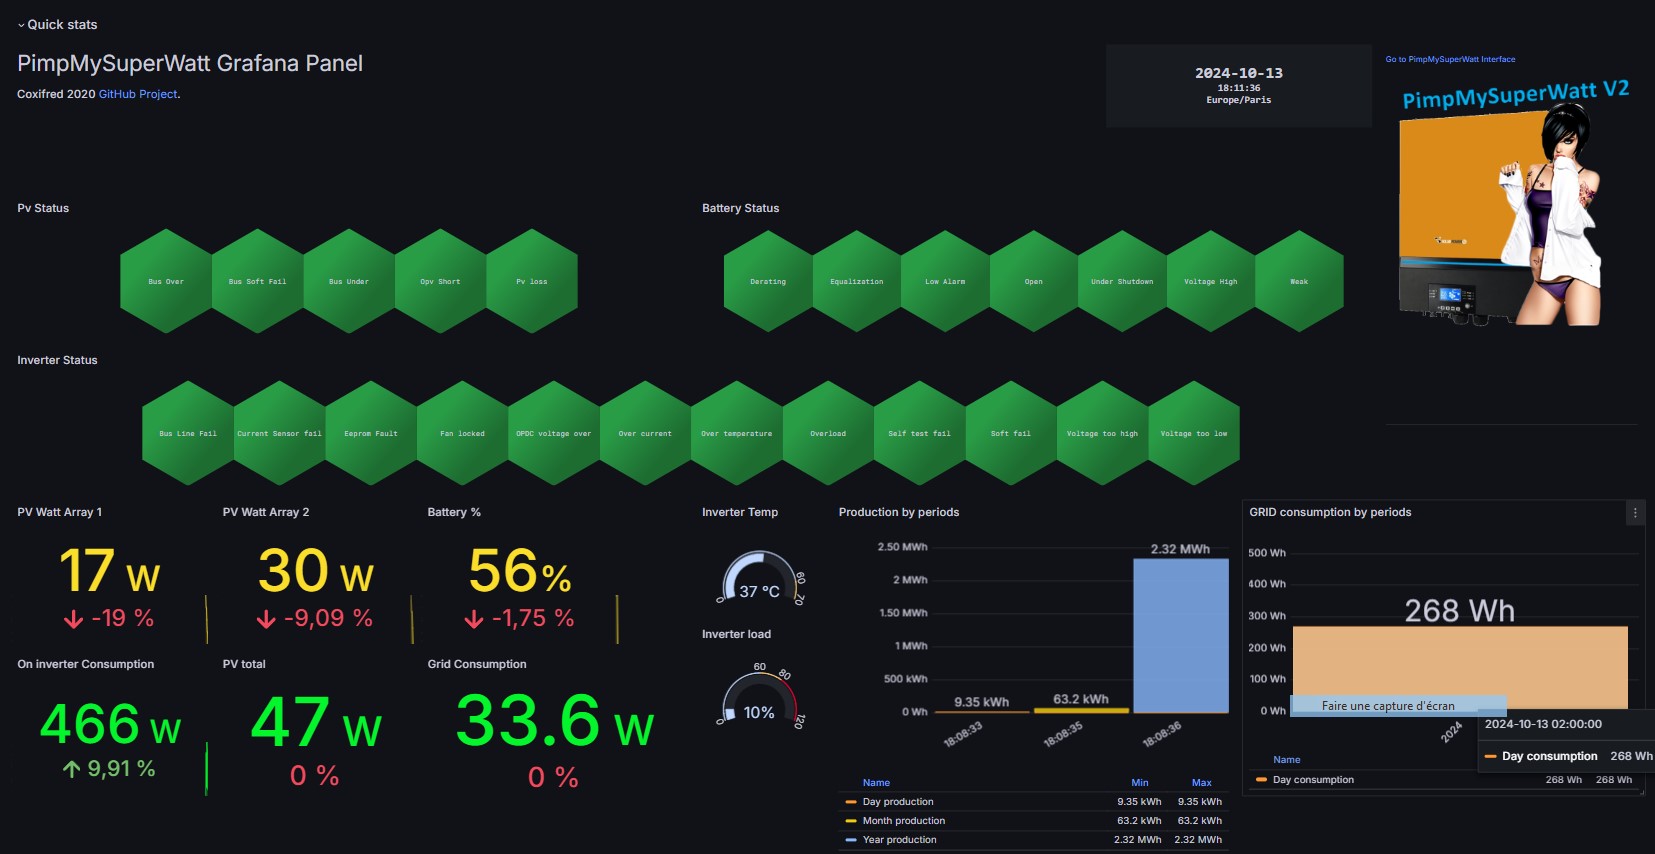 Quick stats
PimpMySuperWatt Grafana Panel
Coxifred 2020 GitHub Project.
2024-10-13
18:11:36
Europe/Paris
Go to PimpMySuperWatt Interface
PimpMySuperWatt V2
Pv Status
Bus Over
Bus Soft Fail
Bus Under
Opv Short
Pv loss
Battery Status
Derating
Equalization
Low Alarm
Open
Under Shutdown
Voltage High
Weak
Inverter Status
Bus Line Fail
Current Sensor fail
Eeprom Fault
Fan locked
OPDC voltage over
Over current
Over temperature
Overload
Self test fail
Soft fail
Voltage too high
Voltage too low
PV Watt Array 1
17 W
-19 %
PV Watt Array 2
30 W
-9,09 %
Battery %
56%
-1,75 %
On inverter Consumption
466 W
9,91 %
PV total
47 W
0 %
Grid Consumption
33.6 W
0 %
Inverter Temp
0
60
70
37 °C
Inverter load
0
60
80
120
10%
Production by periods
2.50 MWh
2 MWh
1.50 MWh
1 MWh
500 kWh
0 Wh
9.35 kWh
63.2 kWh
2.32 MWh
18:08:33
18:08:35
18:08:36
Name Min Max
Day production 9.35 kWh 9.35 kWh
Month production 63.2 kWh 63.2 kWh
Year production 2.32 MWh 2.32 MWh
GRID consumption by periods
500 Wh
400 Wh
300 Wh
200 Wh
100 Wh
0 Wh
268 Wh
Faire une capture d'écran
2024
2024-10-13 02:00:00
Day consumption 268 Wh
Name
Day consumption 268 Wh 268 Wh